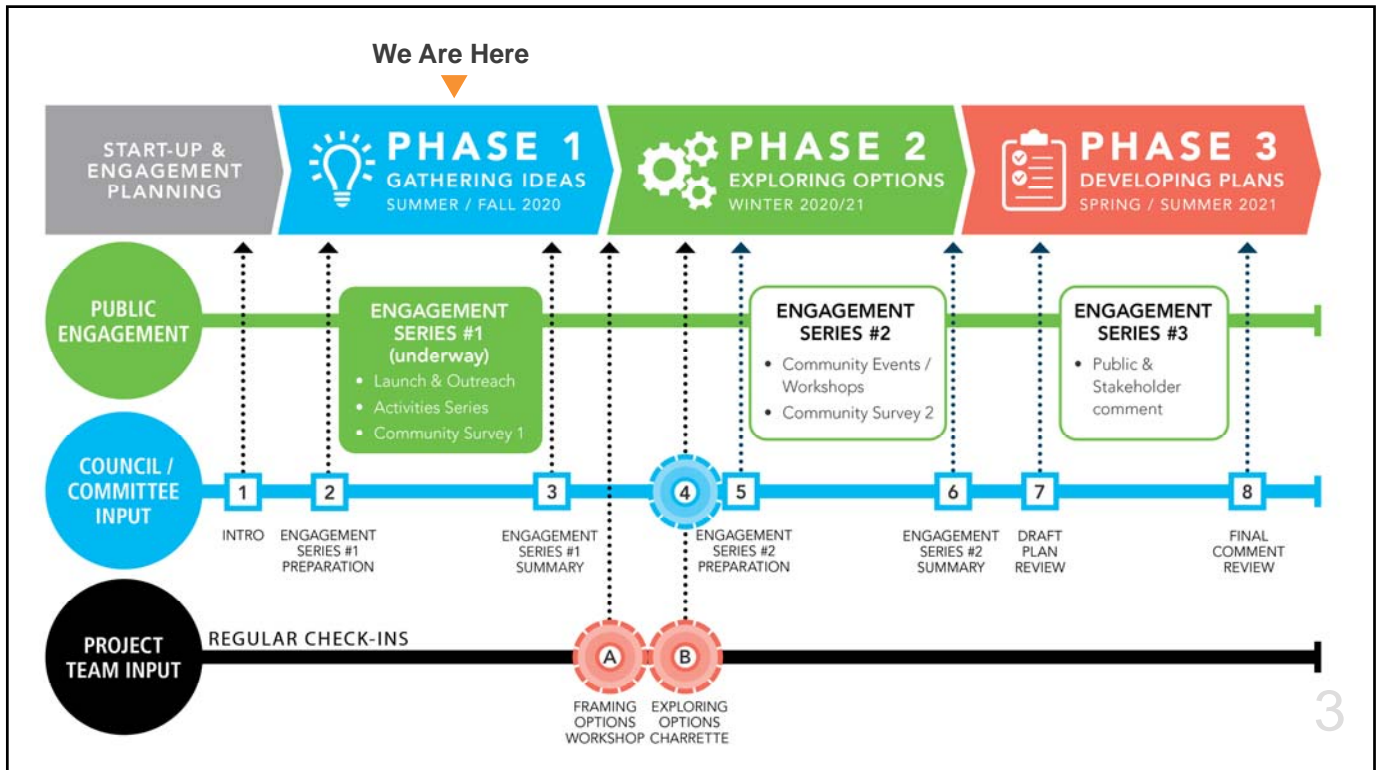 We Are Here
START-UP &
ENGAGEMENT
PLANNING
PHASE 1
GATHERING IDEAS
SUMMER / FALL 2020
PHASE 2
EXPLORING OPTIONS
WINTER 2020/21
PHASE 3
DEVELOPING PLANS
SPRING / SUMMER 2021
PUBLIC
ENGAGEMENT
ENGAGEMENT
SERIES #1
(underway)
• Launch & Outreach
• Activities Series
• Community Survey 1
ENGAGEMENT
SERIES #2
• Community Events /
Workshops
• Community Survey 2
ENGAGEMENT
SERIES #3
• Public &
Stakeholder
comment
COUNCIL /
COMMITTEE
INPUT
1
INTRO
2
ENGAGEMENT
SERIES #1
PREPARATION
3
ENGAGEMENT
SERIES #1
SUMMARY
4
5
ENGAGEMENT
SERIES #2
PREPARATION
6
ENGAGEMENT
SERIES #2
SUMMARY
7
DRAFT
PLAN
REVIEW
8
FINAL
COMMENT
REVIEW
PROJECT
TEAM INPUT
REGULAR CHECK-INS
A
FRAMING
OPTIONS
WORKSHOP
B
EXPLORING
OPTIONS
CHARRETTE
3